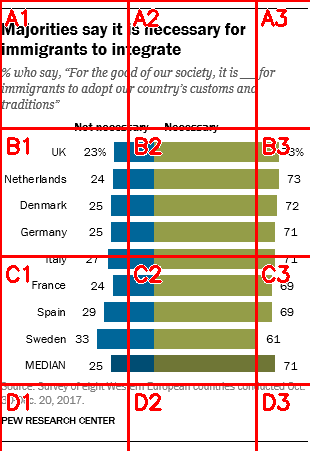 Majorities say it is necessary for
immigrants to integrate
% who say, “For the good of our society, it is __ for
immigrants to adopt our country’s customs and
traditions”
Not necessary Necessary
UK 23% 73%
Netherlands 24 73
Denmark 25 72
Germany 25 71
Italy 27 71
France 24 69
Spain 29 69
Sweden 33 61
MEDIAN 25 71
Source: Survey of eight Western European countries conducted Oct.
Dec. 20, 2017.
PEW RESEARCH CENTER
A1 A2 A3
B1 B2 B3
C1 C2 C3
D1 D2 D3